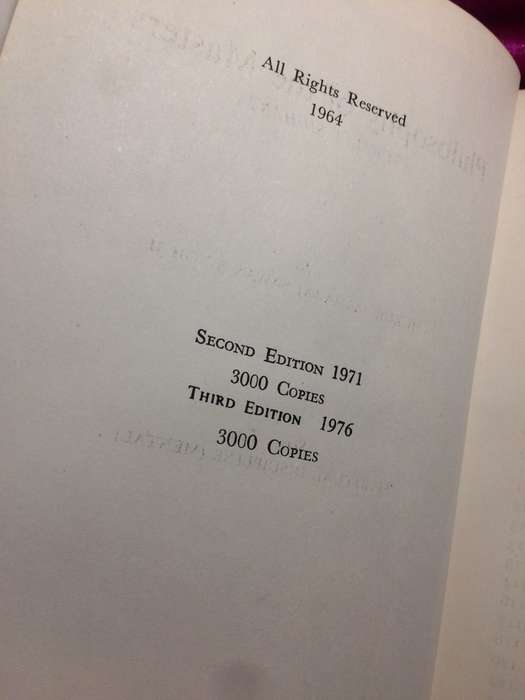 All Rights Reserved
1964
SECOND EDITION 1971
3000 COPIES
THIRD EDITION 1976
3000 COPIES